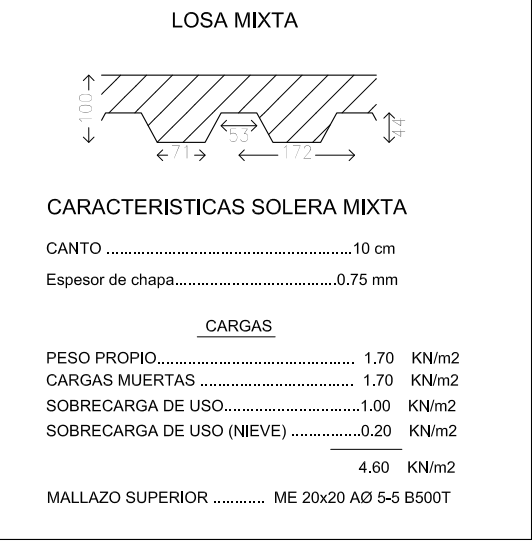 LOSA MIXTA
100
44
53
71
172
CARACTERISTICAS SOLERA MIXTA
CANTO ......................................................10 cm
Espesor de chapa...................................0.75 mm
CARGAS
PESO PROPIO........................................... 1.70 KN/m2
CARGAS MUERTAS ................................. 1.70 KN/m2
SOBRECARGA DE USO.............................1.00 KN/m2
SOBRECARGA DE USO (NIEVE) ...............0.20 KN/m2
4.60 KN/m2
MALLAZO SUPERIOR ........... ME 20x20 AØ 5-5 B500T